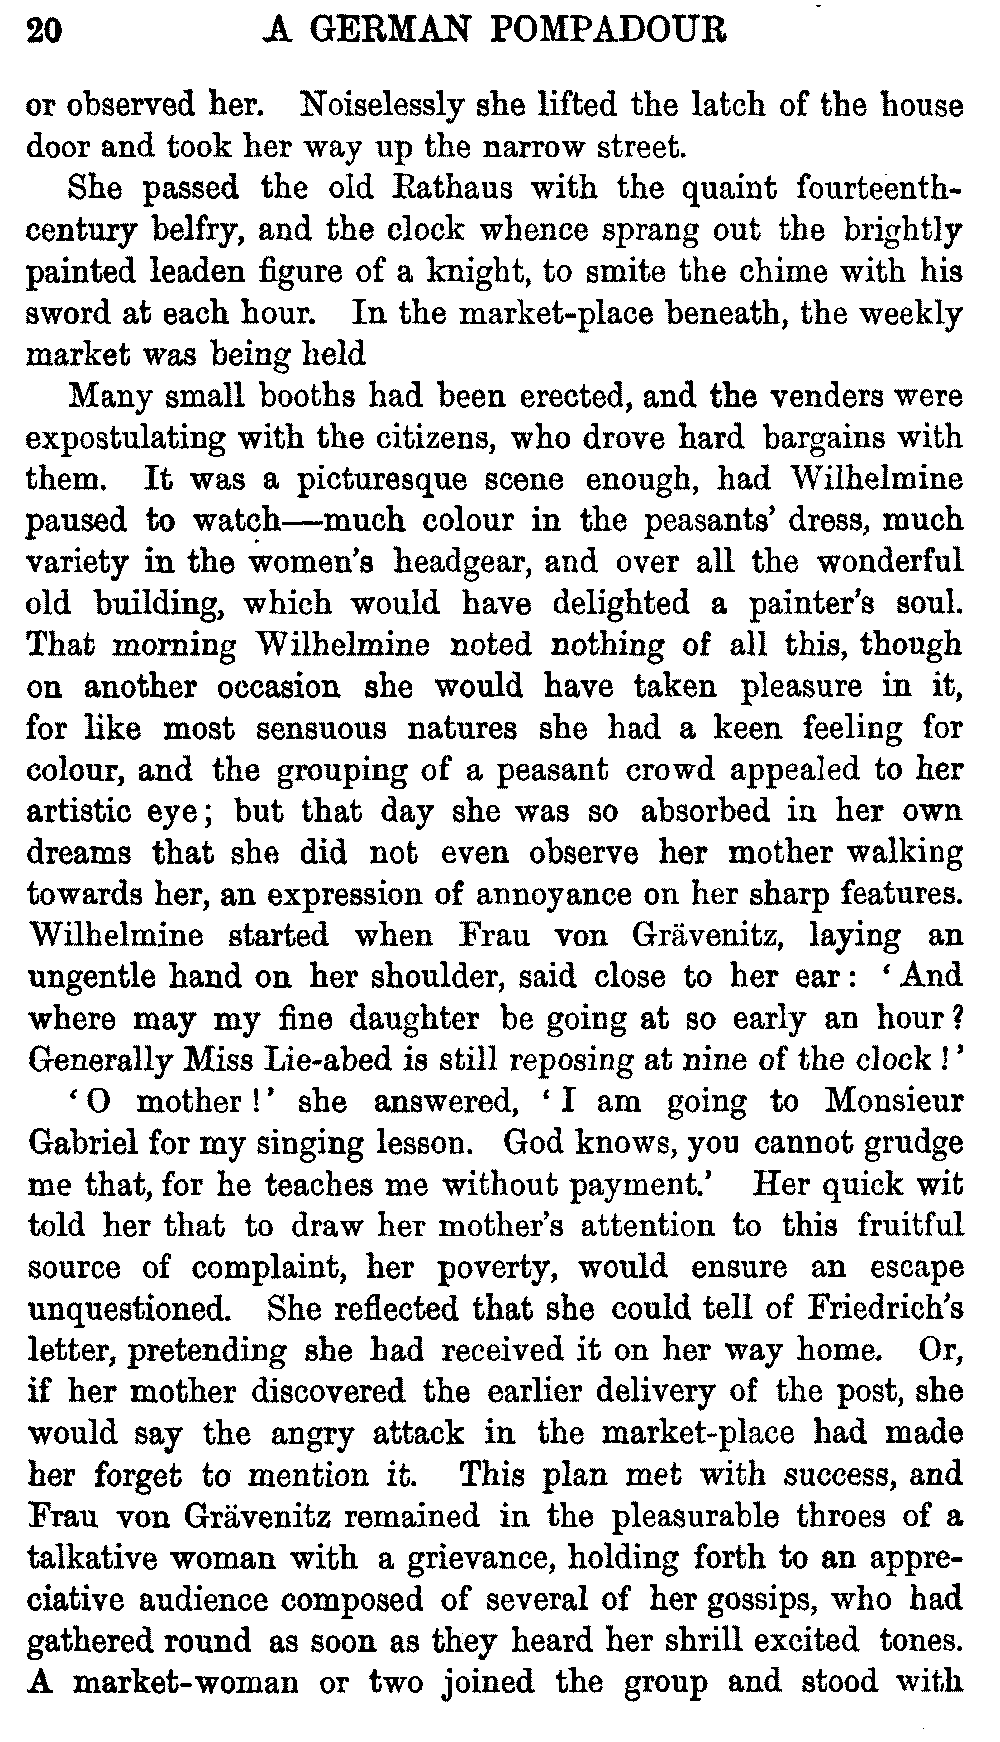 20 A GERMAN POMPADOUR
or observed her. Noiselessly she lifted the latch of the house
door and took her way up the narrow street.
She passed the old Rathaus with the quaint fourteenth-
century belfry, and the clock whence sprang out the brightly
painted leaden figure of a knight, to smite the chime with his
sword at each hour. In the market-place beneath, the weekly
market was being held
Many small booths had been erected, and the venders were
expostulating with the citizens, who drove hard bargains with
them. It was a picturesque scene enough, had Wilhelmine
paused to watch—much colour in the peasants' dress, much
variety in the women's headgear, and over all the wonderful
old building, which would have delighted a painter's soul.
That morning Wilhelmine noted nothing of all this, though
on another occasion she would have taken pleasure in it,
for like most sensuous natures she had a keen feeling for
colour, and the grouping of a peasant crowd appealed to her
artistic eye; but that day she was so absorbed in her own
dreams that she did not even observe her mother walking
towards her, an expression of annoyance on her sharp features.
Wilhelmine started when Frau von Grävenitz, laying an
ungentle hand on her shoulder, said close to her ear: ‘And
where may my fine daughter be going at so early an hour?
Generally Miss Lie-abed is still reposing at nine of the clock!’
‘O mother!’ she answered, ‘I am going to Monsieur
Gabriel for my singing lesson. God knows, you cannot grudge
me that, for he teaches me without payment.’ Her quick wit
told her that to draw her mother's attention to this fruitful
source of complaint, her poverty, would ensure an escape
unquestioned. She reflected that she could tell of Friedrich's
letter, pretending she had received it on her way home. Or,
if her mother discovered the earlier delivery of the post, she
would say the angry attack in the market-place had made
her forget to mention it. This plan met with success, and
Frau von Grävenitz remained in the pleasurable throes of a
talkative woman with a grievance, holding forth to an appre-
ciative audience composed of several of her gossips, who had
gathered round as soon as they heard her shrill excited tones.
A market-woman or two joined the group and stood with